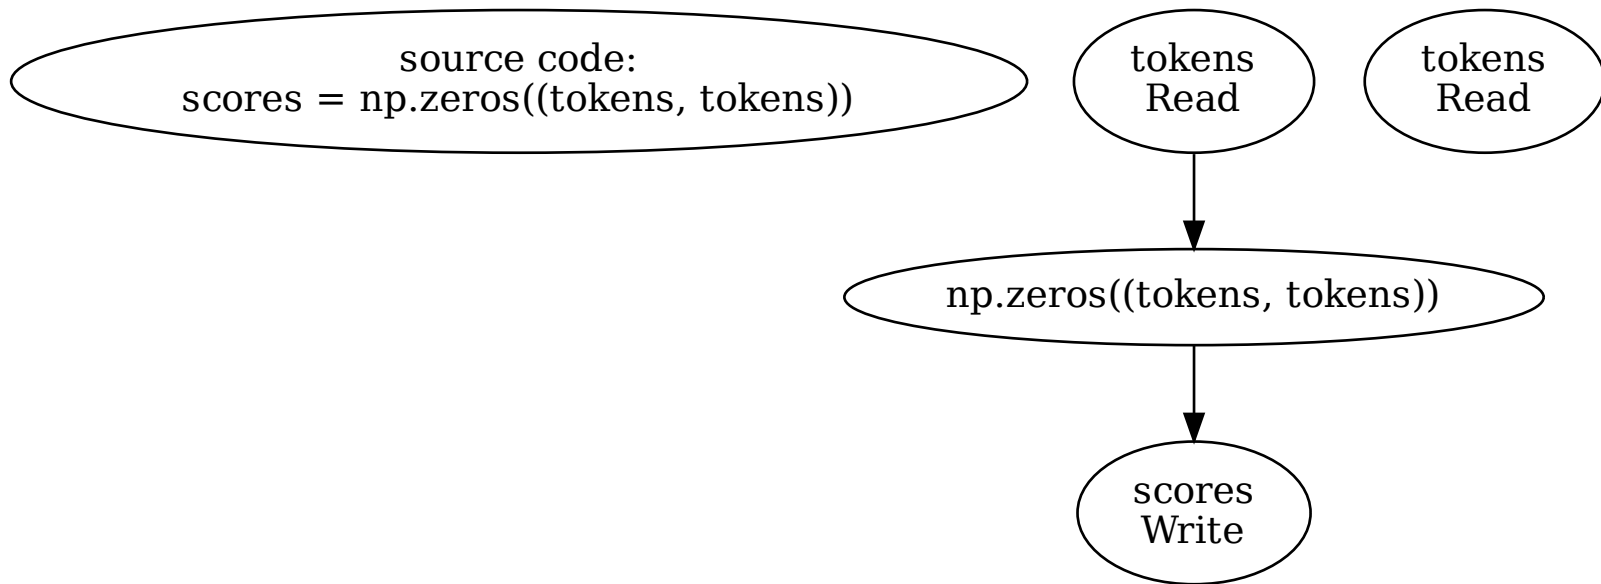 source code:
scores = np.zeros((tokens, tokens))
tokens
Read
tokens
Read
np.zeros((tokens, tokens))
scores
Write